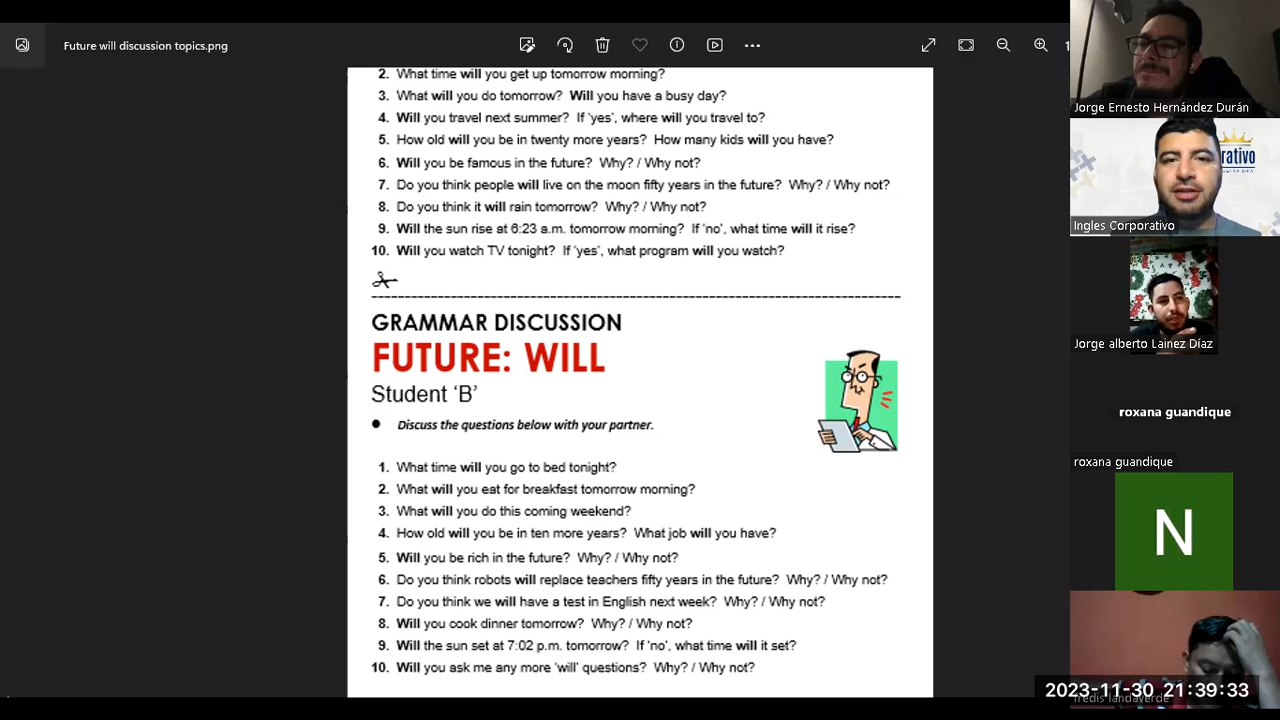 Future will discussion topics.png
2. What time will you get up tomorrow morning?
3. What will you do tomorrow? Will you have a busy day?
4. Will you travel next summer? If 'yes', where will you travel to?
5. How old will you be in twenty more years? How many kids will you have?
6. Will you be famous in the future? Why? / Why not?
7. Do you think people will live on the moon fifty years in the future? Why? / Why not?
8. Do you think it will rain tomorrow? Why? / Why not?
9. Will the sun rise at 6:23 a.m. tomorrow morning? If 'no', what time will it rise?
10. Will you watch TV tonight? If 'yes', what program will you watch?
GRAMMAR DISCUSSION
FUTURE: WILL
Student 'B'
● Discuss the questions below with your partner.
1. What time will you go to bed tonight?
2. What will you eat for breakfast tomorrow morning?
3. What will you do this coming weekend?
4. How old will you be in ten more years? What job will you have?
5. Will you be rich in the future? Why? / Why not?
6. Do you think robots will replace teachers fifty years in the future? Why? / Why not?
7. Do you think we will have a test in English next week? Why? / Why not?
8. Will you cook dinner tomorrow? Why? / Why not?
9. Will the sun set at 7:02 p.m. tomorrow? If 'no', what time will it set?
10. Will you ask me any more 'will' questions? Why? / Why not?
Jorge Ernesto Hernández Durán
rativo
Ingles Corporativo
Jorge alberto Lainez Díaz
roxana guandique
roxana guandique
N
fredis landaverde
2023-11-30 21:39:33